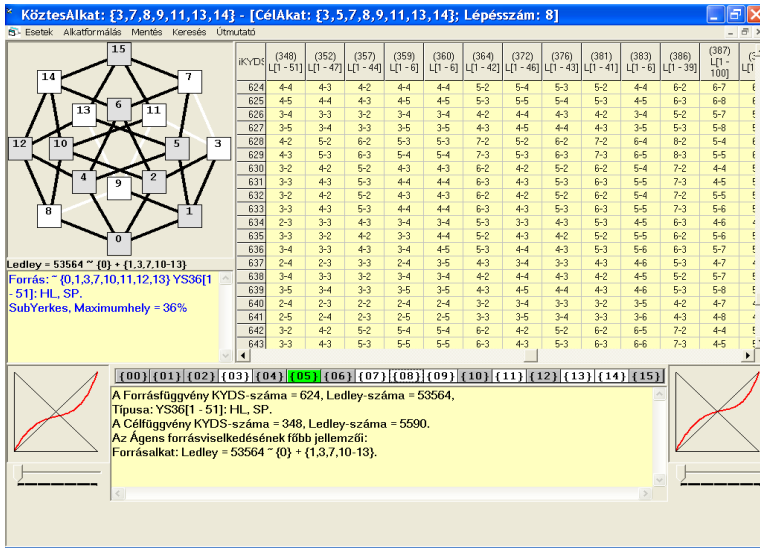 KöztesAlkat: {3,7,8,9,11,13,14} - [CélAkat: {3,5,7,8,9,11,13,14}; Lépésszám: 8]
Esetek Alkatformálás Mentés Keresés Útmutató
15
14 7
6
13 11
12 10 5 3
4 2
9
8 1
0
Ledley = 53564 ~ {0} + {1,3,7,10-13}
Forrás: ~ {0,1,3,7,10,11,12,13} YS36[1
- 51]: HL, SP.
SubYerkes, Maximumhely = 36%
iKYDS (348) (352) (357) (359) (360) (364) (372) (376) (381) (383) (386) (387)
L[1 - 51] L[1 - 47] L[1 - 44] L[1 - 6] L[1 - 6] L[1 - 42] L[1 - 46] L[1 - 43] L[1 - 41] L[1 - 6] L[1 - 39] L[1 - 100]
624 4-4 4-3 4-2 4-4 4-4 5-2 5-4 5-3 5-2 4-4 6-2 6-7
625 4-5 4-4 4-3 4-5 4-5 5-3 5-5 5-4 5-3 4-5 6-3 6-8
626 3-4 3-3 3-2 3-4 3-4 4-2 4-4 4-3 4-2 3-4 5-2 5-7
627 3-5 3-4 3-3 3-5 3-5 4-3 4-5 4-4 4-3 3-5 5-3 5-8
628 4-2 5-2 6-2 5-3 5-3 7-2 5-2 6-2 7-2 6-4 8-2 5-4
629 4-3 5-3 6-3 5-4 5-4 7-3 5-3 6-3 7-3 6-5 8-3 5-5
630 3-2 4-2 5-2 4-3 4-3 6-2 4-2 5-2 6-2 5-4 7-2 4-4
631 3-3 4-3 5-3 4-4 4-4 6-3 4-3 5-3 6-3 5-5 7-3 4-5
632 3-2 4-2 5-2 4-3 4-3 6-2 4-2 5-2 6-2 5-4 7-2 5-5
633 3-3 4-3 5-3 4-4 4-4 6-3 4-3 5-3 6-3 5-5 7-3 5-6
634 2-3 3-3 4-3 3-4 3-4 5-3 3-3 4-3 5-3 4-5 6-3 4-6
635 3-3 3-2 4-2 3-3 4-4 5-2 4-3 4-2 5-2 5-5 6-2 5-6
636 3-4 3-3 4-3 3-4 4-5 5-3 4-4 4-3 5-3 5-6 6-3 5-7
637 2-4 2-3 3-3 2-4 3-5 4-3 3-4 3-3 4-3 4-6 5-3 4-7
638 3-4 3-3 3-2 3-4 3-4 4-2 4-4 4-3 4-2 4-5 5-2 5-7
639 3-5 3-4 3-3 3-5 3-5 4-3 4-5 4-4 4-3 4-6 5-3 5-8
640 2-4 2-3 2-2 2-4 2-4 3-2 3-4 3-3 3-2 3-5 4-2 4-7
641 2-5 2-4 2-3 2-5 2-5 3-3 3-5 3-4 3-3 3-6 4-3 4-8
642 3-2 4-2 5-2 5-4 5-4 6-2 4-2 5-2 6-2 6-5 7-2 4-4
643 3-3 4-3 5-3 5-5 5-5 6-3 4-3 5-3 6-3 6-6 7-3 4-5
{00} {01} {02} {03} {04} {05} {06} {07} {08} {09} {10} {11} {12} {13} {14} {15}
A Forrásfüggvény KYDS-száma = 624, Ledley-száma = 53564,
Típusa: YS36[1 - 51]: HL, SP.
A Célfüggvény KYDS-száma = 348, Ledley-száma = 5590.
Az Ágens forrásviselkedésének főbb jellemzői:
Forrásalkat: Ledley = 53564 ~ {0} + {1,3,7,10-13}.